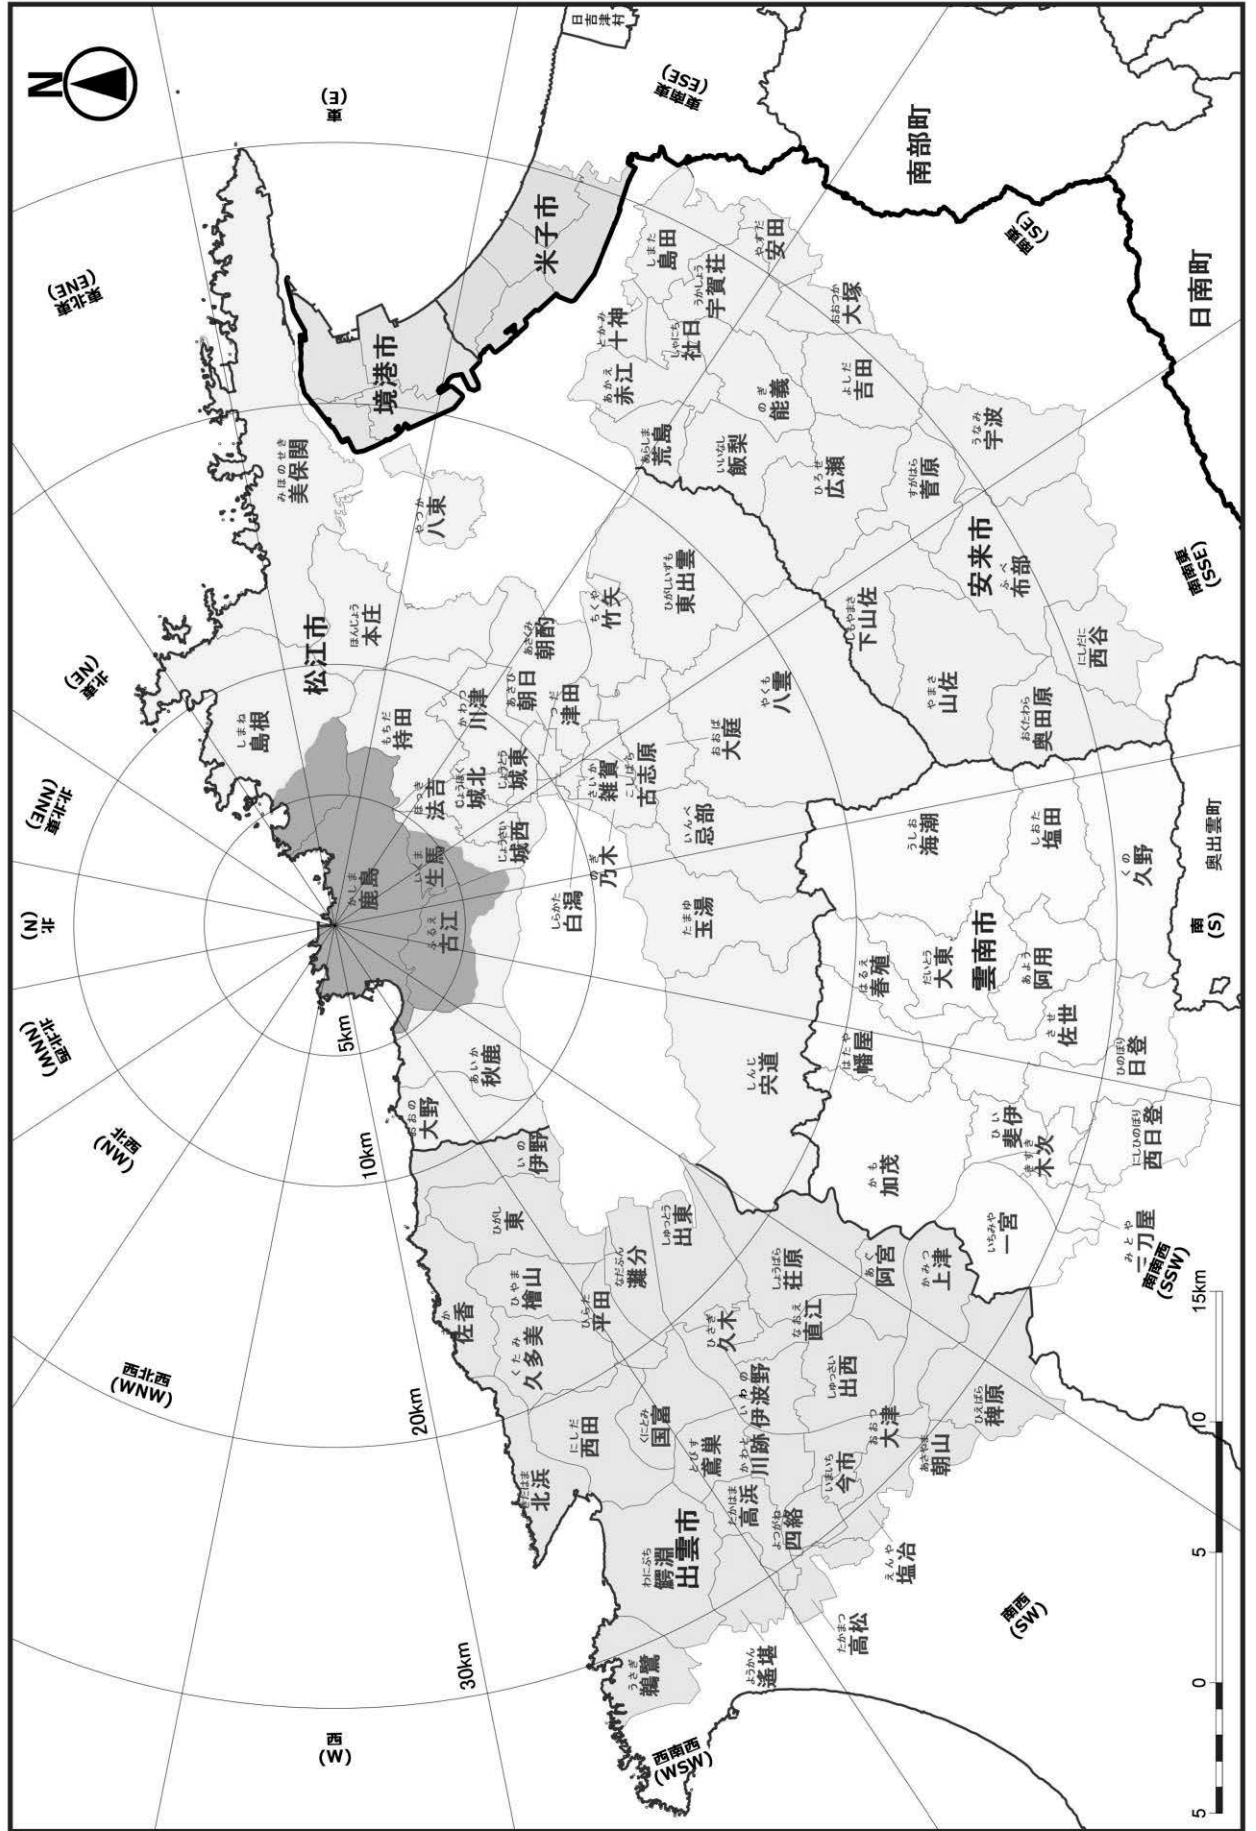 N
北
(N)
北北東
(NNE)
北東
(NE)
東北東
(ENE)
東
(E)
東南東
(ESE)
南東
(SE)
南南東
(SSE)
南
(S)
南南西
(SSW)
南西
(SW)
西南西
(WSW)
西
(W)
西北西
(WNW)
北西
(NW)
北北西
(NNW)
5km
10km
20km
30km
日吉津村
米子市
境港市
南部町
日南町
奥出雲町
松江市
みほのせき
美保関
やつか
八束
しまね
島根
ほんじょう
本庄
もちだ
持田
かわつ
川津
あさひ
朝日
あさくみ
朝酌
つだ
津田
ちくや
竹矢
ひがしいずも
東出雲
かしま
鹿島
いくま
生馬
ふるえ
古江
ほっき
法吉
じょうほく
城北
じょうとう
城東
じょうさい
城西
しらかた
白潟
さいか
雑賀
のぎ
乃木
こしばら
古志原
おおば
大庭
やくも
八雲
いんべ
忌部
たまゆ
玉湯
しんじ
宍道
あいか
秋鹿
おおの
大野
安来市
しまた
島田
とかみ
十神
うかしょう
宇賀荘
やすだ
安田
しゃにち
社日
おおつか
大塚
あかえ
赤江
あらしま
荒島
のぎ
能義
よしだ
吉田
いいなし
飯梨
ひろせ
広瀬
すがはら
菅原
うなみ
宇波
ふべ
布部
しもやまさ
下山佐
やまさ
山佐
にしだに
西谷
おくたわら
奥田原
雲南市
うしお
海潮
しおた
塩田
くの
久野
はるえ
春殖
だいとう
大東
あよう
阿用
はたや
幡屋
させ
佐世
ひのぼり
日登
にしひのぼり
西日登
ひい
斐伊
きすき
木次
かも
加茂
いちみや
一宮
みとや
三刀屋
出雲市
いの
伊野
ひがし
東
ひやま
檜山
さか
佐香
くたみ
久多美
ひらた
平田
なだぶん
灘分
しゅっとう
出東
にしだ
西田
きたはま
北浜
くにとみ
国富
わにぶち
鰐淵
うさぎ
鵜鷺
ひさぎ
久木
しょうばら
荘原
なおえ
直江
あぐ
阿宮
かみつ
上津
とびす
鳶巣
かわと
川跡
いわの
伊波野
しゅっさい
出西
たかはま
高浜
よつがね
四絡
いまいち
今市
おおつ
大津
あさやま
朝山
ひえばら
稗原
えんや
塩冶
たかまつ
高松
ようかん
遙堪
5
0
5
10
15km